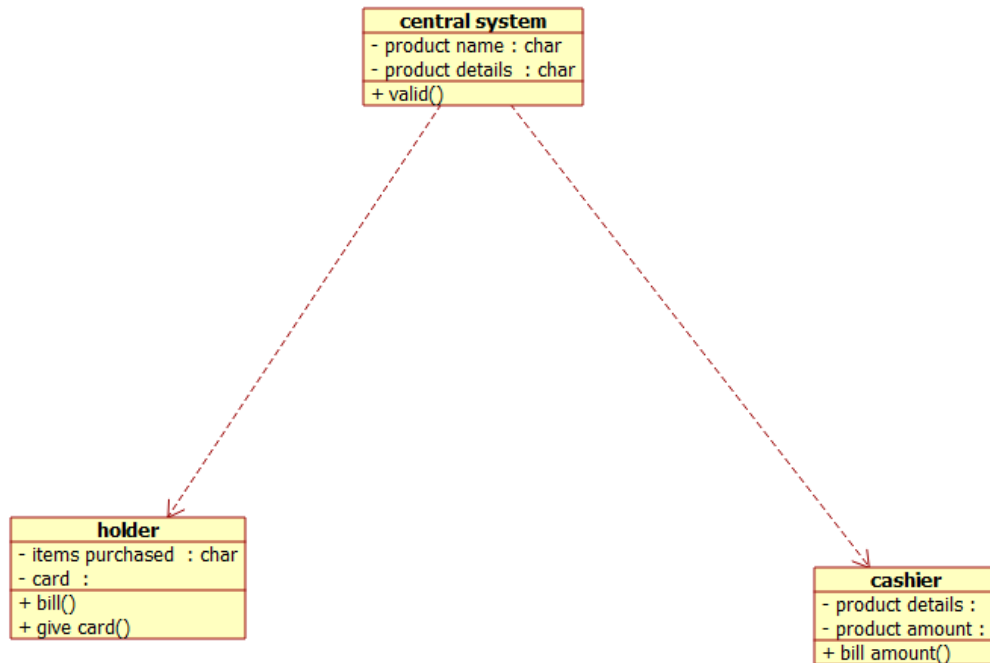 central system
- product name : char
- product details : char
+ valid()
holder
- items purchased : char
- card :
+ bill()
+ give card()
cashier
- product details :
- product amount :
+ bill amount()